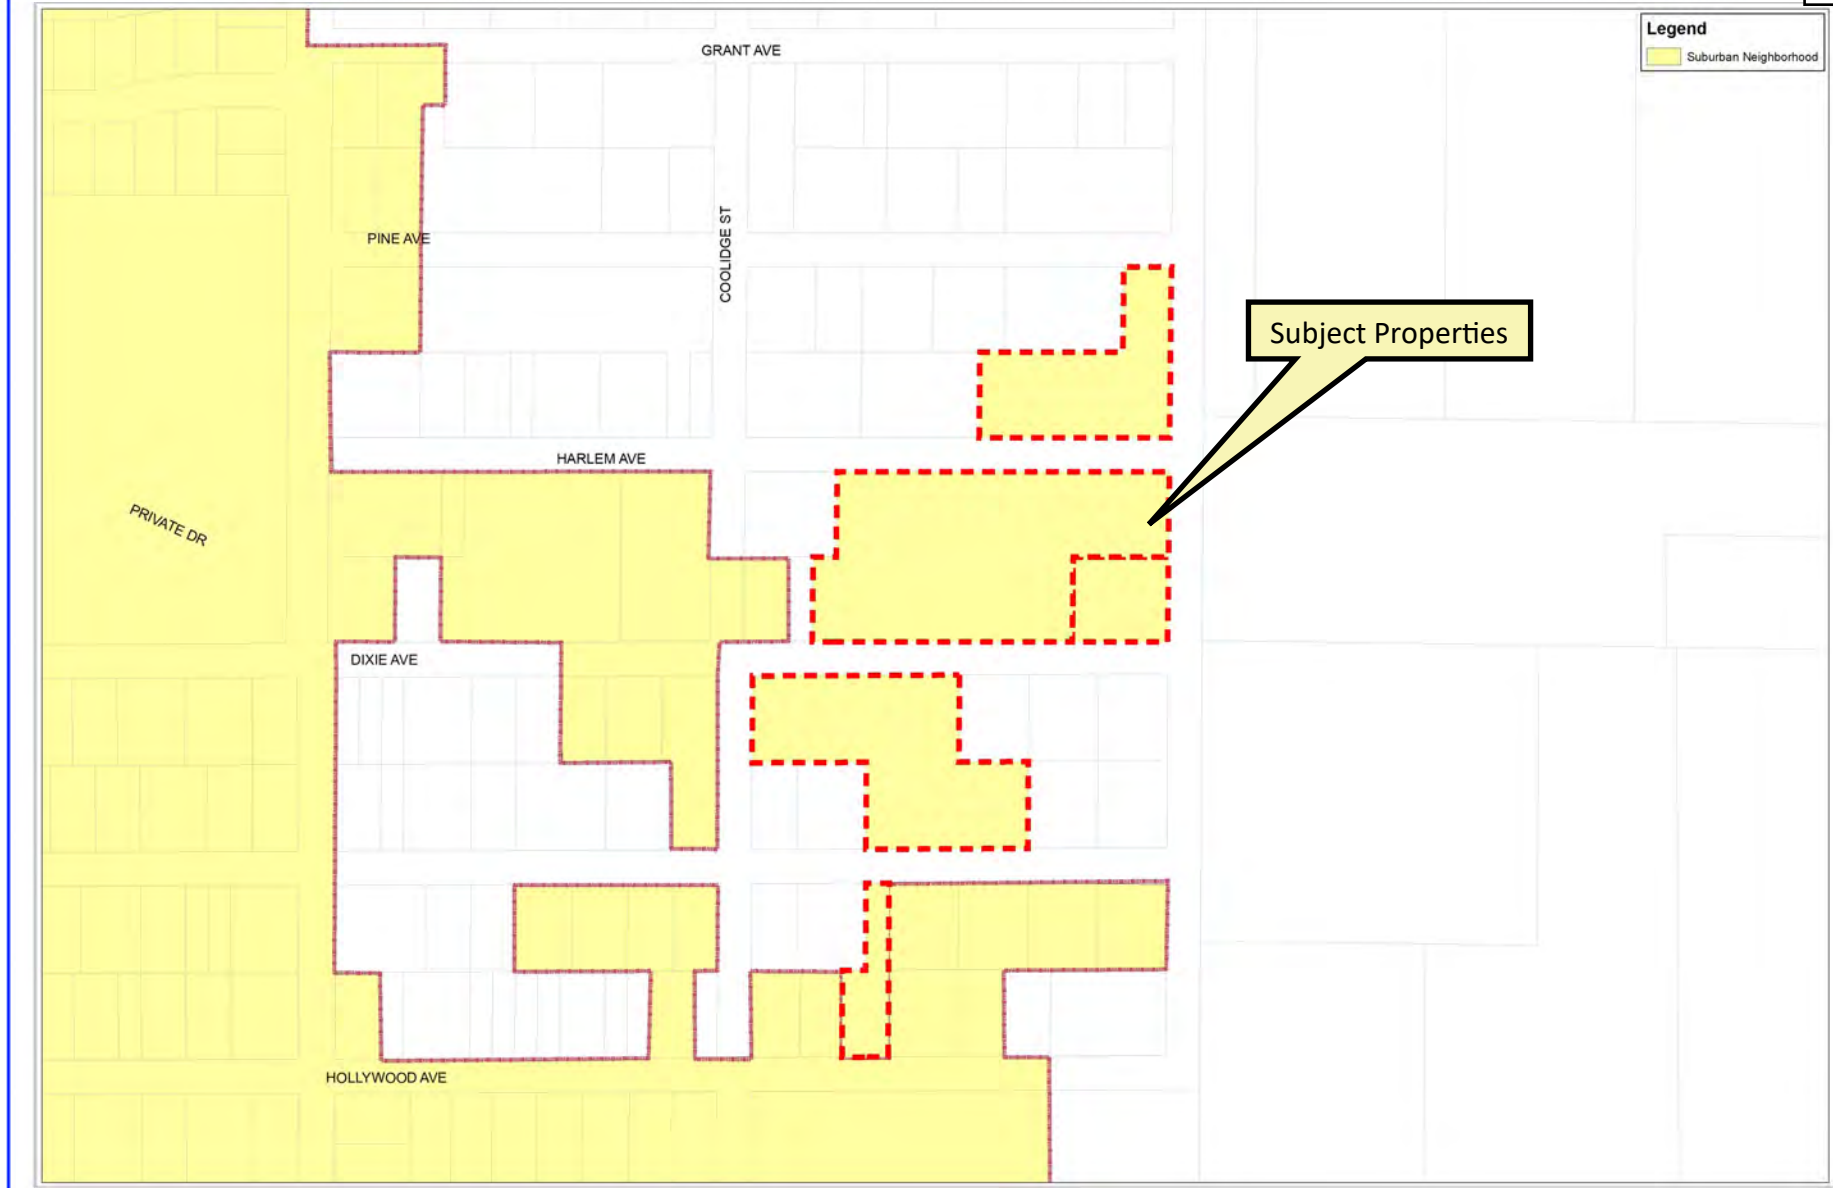 Legend
Suburban Neighborhood
GRANT AVE
PINE AVE
COOLIDGE ST
Subject Properties
HARLEM AVE
PRIVATE DR
DIXIE AVE
HOLLYWOOD AVE